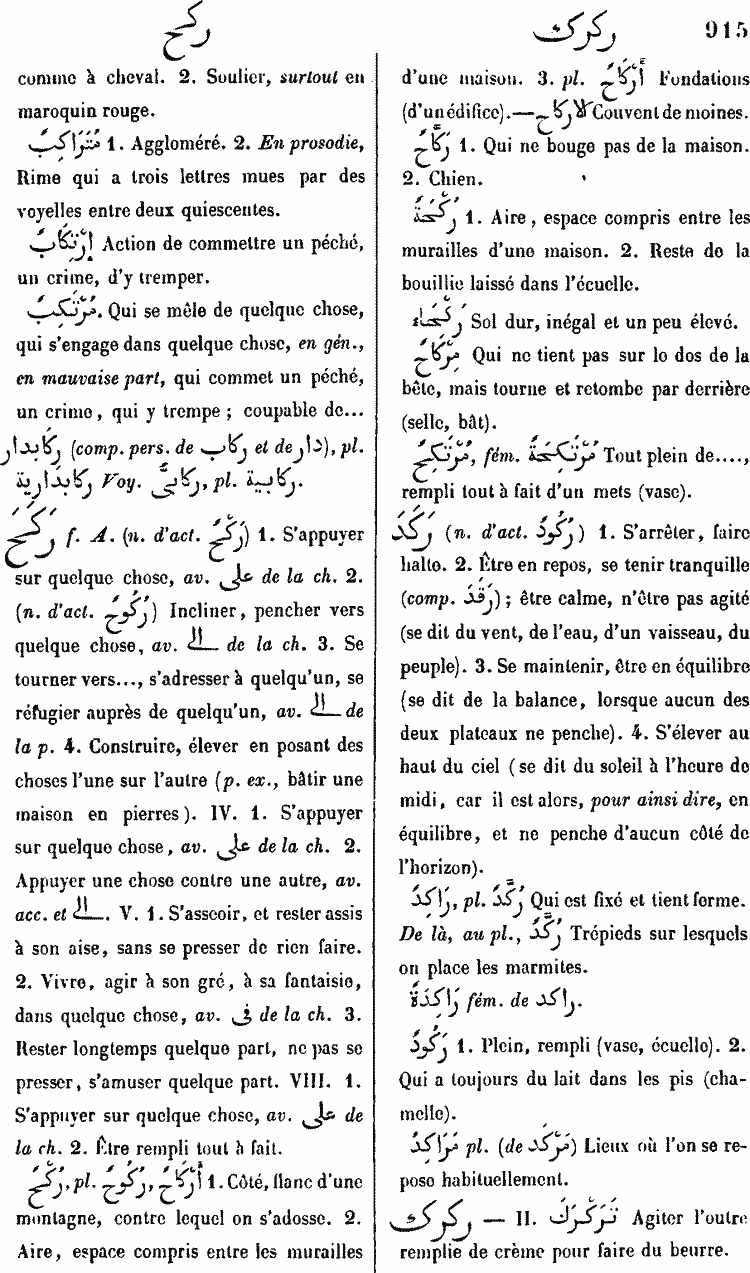 ركح
ركرك
915
comme à cheval. 2. Soulier, surtout en
maroquin rouge.
مُتَرَاكِبٌ 1. Aggloméré. 2. En prosodie,
Rime qui a trois lettres mues par des
voyelles entre deux quiescentes.
إِرْتِكَابٌ Action de commettre un péché,
un crime, d'y tremper.
مُرْتَكِبٌ. Qui se mêle de quelque chose,
qui s'engage dans quelque chose, en gén.,
en mauvaise part, qui commet un péché,
un crime, qui y trempe ; coupable de...
ركابدار (comp. pers. de ركاب et de دار), pl.
ركابدارية Voy. ركابىّ, pl. ركابية.
رَكَحَ f. A. (n. d'act. رَكْحٌ) 1. S'appuyer
sur quelque chose, av. على de la ch. 2.
(n. d'act. رُكُوحٌ) Incliner, pencher vers
quelque chose, av. الى de la ch. 3. Se
tourner vers..., s'adresser à quelqu'un, se
réfugier auprès de quelqu'un, av. الى de
la p. 4. Construire, élever en posant des
choses l'une sur l'autre (p. ex., bâtir une
maison en pierres). IV. 1. S'appuyer
sur quelque chose, av. على de la ch. 2.
Appuyer une chose contre une autre, av.
acc. et الى. V. 1. S'asseoir, et rester assis
à son aise, sans se presser de rien faire.
2. Vivre, agir à son gré, à sa fantaisie,
dans quelque chose, av. فى de la ch. 3.
Rester longtemps quelque part, ne pas se
presser, s'amuser quelque part. VIII. 1.
S'appuyer sur quelque chose, av. على de
la ch. 2. Être rempli tout à fait.
رُكْحٌ, pl. رُكُوحٌ, أَرْكَاحٌ 1. Côté, flanc d'une
montagne, contre lequel on s'adosse. 2.
Aire, espace compris entre les murailles
d'une maison. 3. pl. أَرْكَاحٌ Fondations
(d'un édifice). — الاركاح Couvent de moines.
رَكَّاحٌ 1. Qui ne bouge pas de la maison.
2. Chien.
رُكْحَةٌ 1. Aire, espace compris entre les
murailles d'une maison. 2. Reste de la
bouillie laissé dans l'écuelle.
رَكْحَاء Sol dur, inégal et un peu élevé.
مِرْكَاحٌ Qui ne tient pas sur le dos de la
bête, mais tourne et retombe par derrière
(selle, bât).
مُرْتَكِحٌ, fém. مُرْتَكِحَةٌ Tout plein de....,
rempli tout à fait d'un mets (vase).
رَكَدَ (n. d'act. رُكُودٌ) 1. S'arrêter, faire
halte. 2. Être en repos, se tenir tranquille
(comp. رَقَدَ) ; être calme, n'être pas agité
(se dit du vent, de l'eau, d'un vaisseau, du
peuple). 3. Se maintenir, être en équilibre
(se dit de la balance, lorsque aucun des
deux plateaux ne penche). 4. S'élever au
haut du ciel (se dit du soleil à l'heure de
midi, car il est alors, pour ainsi dire, en
équilibre, et ne penche d'aucun côté de
l'horizon).
رَاكِدٌ, pl. رُكَّدٌ Qui est fixé et tient ferme.
De là, au pl., رُكَّدٌ Trépieds sur lesquels
on place les marmites.
رَاكِدَةٌ fém. de راكد.
رَكُودٌ 1. Plein, rempli (vase, écuelle). 2.
Qui a toujours du lait dans les pis (cha-
melle).
مَرَاكِدُ pl. (de مَرْكَد) Lieux où l'on se re-
pose habituellement.
ركرك — II. تَرَكْرَكَ Agiter l'outre
remplie de crème pour faire du beurre.